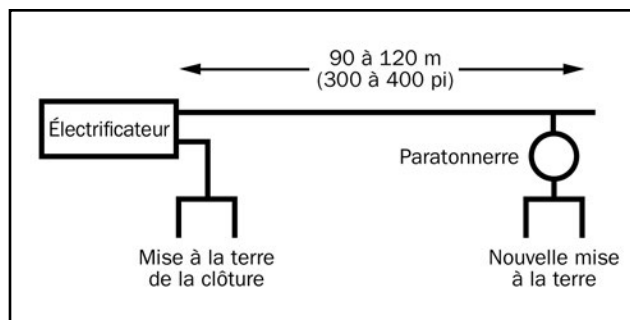 90 à 120 m
(300 à 400 pi)
Électrificateur
Paratonnerre
Mise à la terre
de la clôture
Nouvelle mise
à la terre